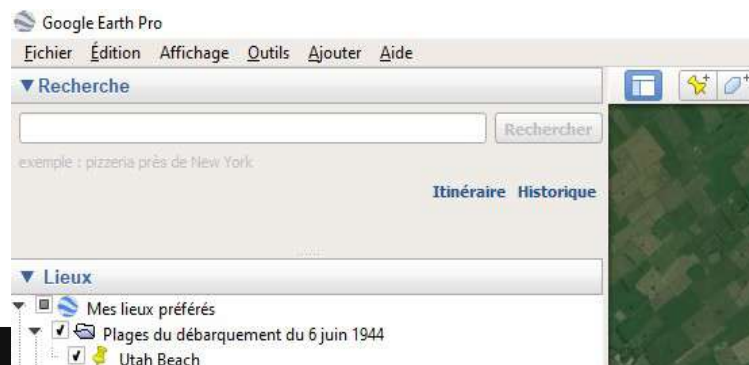 Google Earth Pro
Fichier Édition Affichage Outils Ajouter Aide
Recherche
Rechercher
exemple : pizzeria près de New York
Itinéraire Historique
Lieux
Mes lieux préférés
Plages du débarquement du 6 juin 1944
Utah Beach